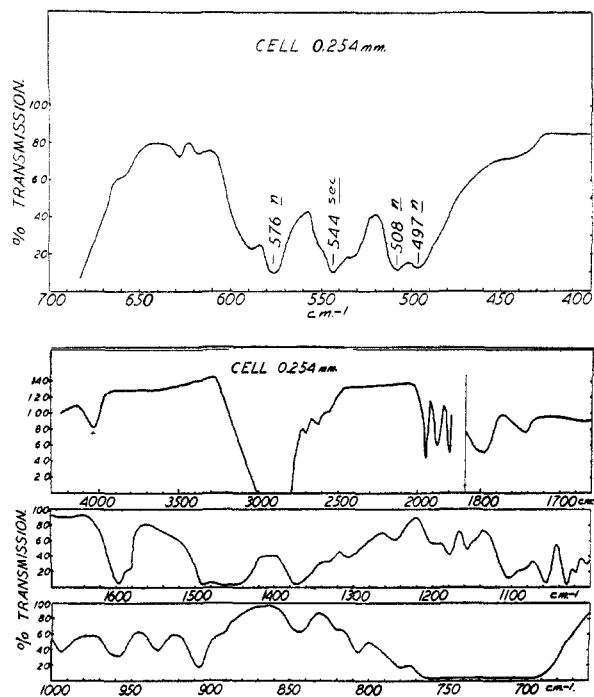 CELL 0.254 mm.
% TRANSMISSION.
100
80
60
40
20
576 n
544 sec
508 n
497 n
700 650 600 550 500 400
cm-1
CELL 0.254 mm.
140
120
100
80
60
40
20
4000 3500 3000 2500 2000 1800 1700 cm-1
% TRANSMISSION.
100
80
60
40
20
1600 1500 1400 1300 1200 1100 cm-1
% TRANSMISSION.
100
80
60
40
20
1000 950 900 850 800 750 700 cm-1.